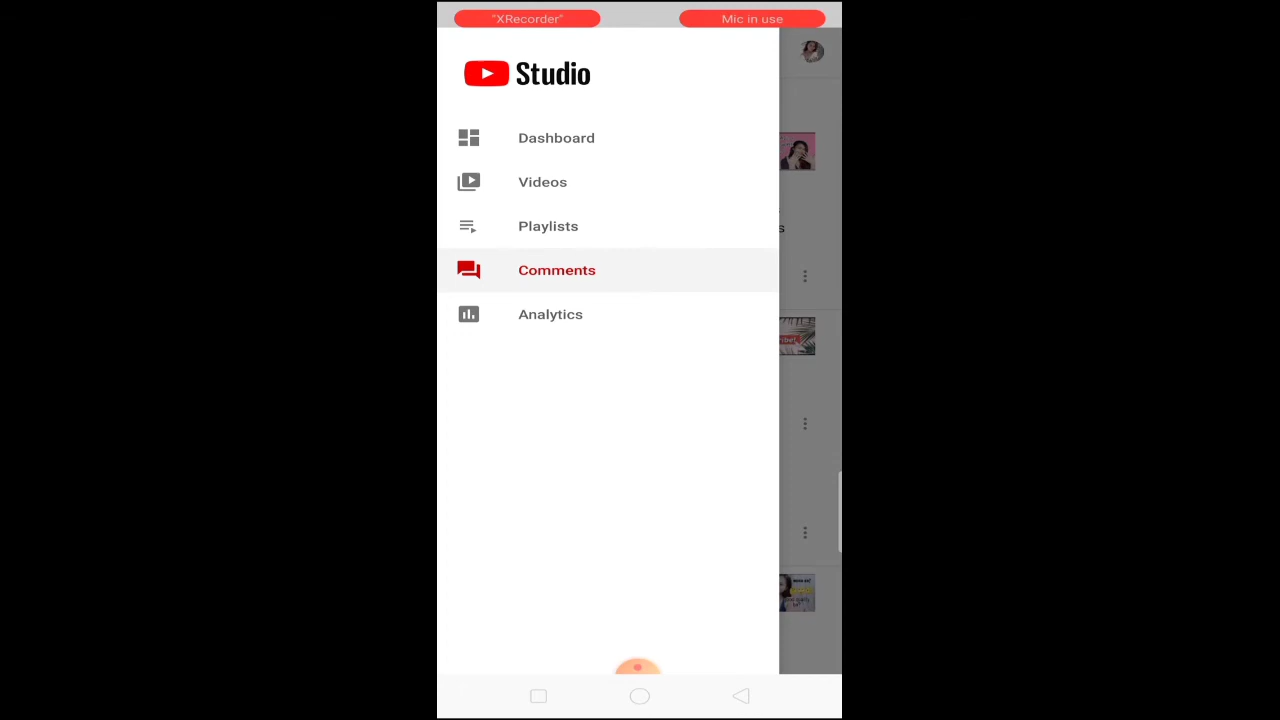 "XRecorder"
Mic in use
Studio
Dashboard
Videos
Playlists
Comments
Analytics